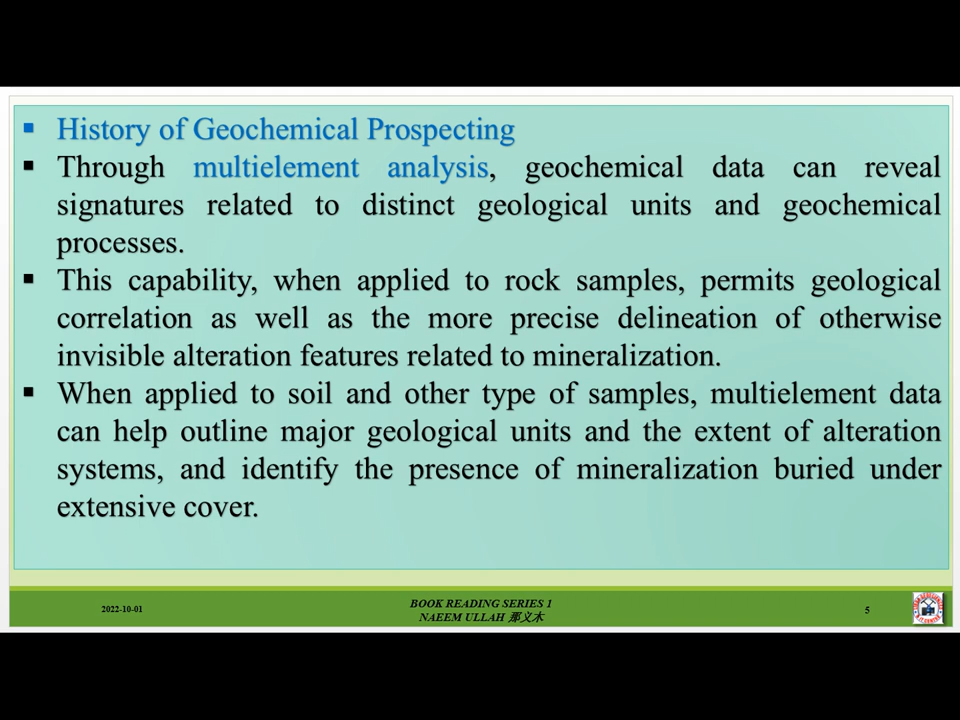 ▪ History of Geochemical Prospecting
▪ Through multielement analysis, geochemical data can reveal
signatures related to distinct geological units and geochemical
processes.
▪ This capability, when applied to rock samples, permits geological
correlation as well as the more precise delineation of otherwise
invisible alteration features related to mineralization.
▪ When applied to soil and other type of samples, multielement data
can help outline major geological units and the extent of alteration
systems, and identify the presence of mineralization buried under
extensive cover.
2022-10-01
BOOK READING SERIES 1
NAEEM ULLAH 那义木
5